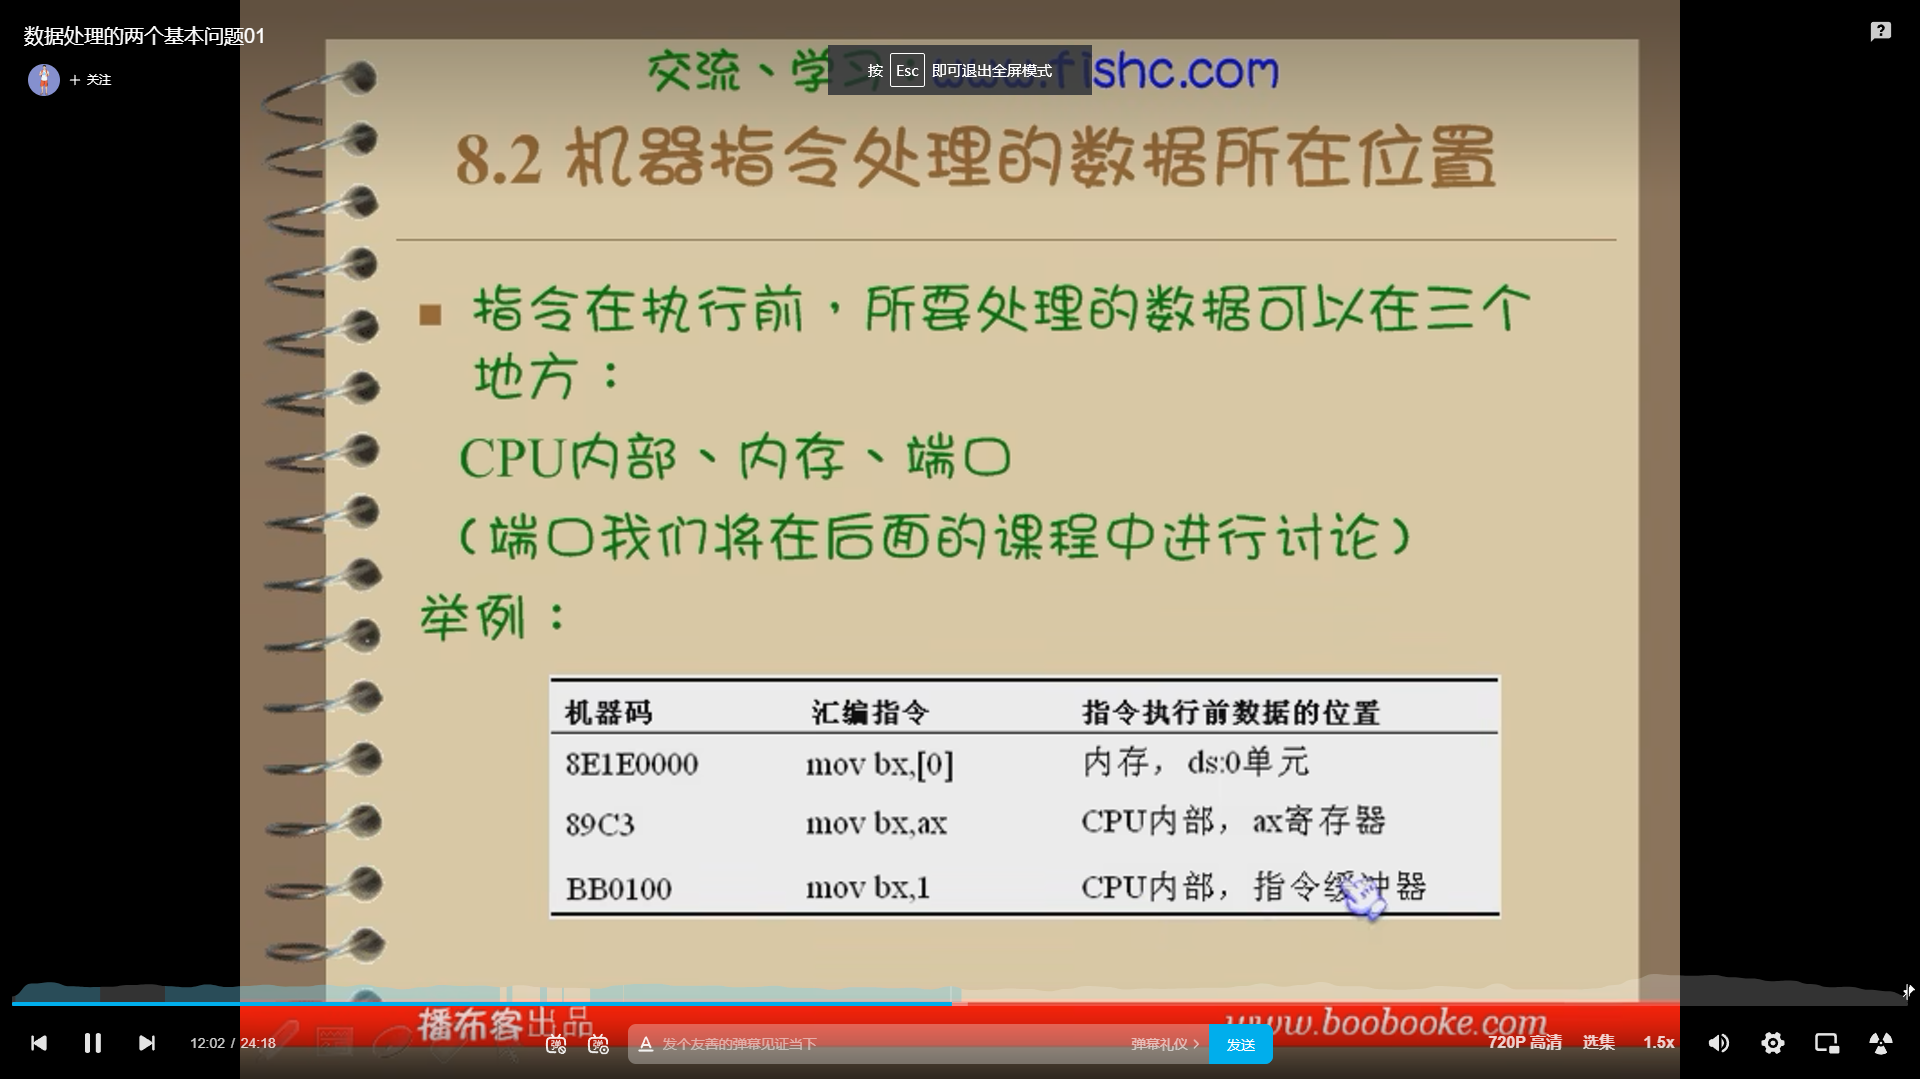 数据处理的两个基本问题01
+ 关注
交流、学习 www.fishc.com
按 Esc 即可退出全屏模式
8.2 机器指令处理的数据所在位置
指令在执行前，所要处理的数据可以在三个
地方：
CPU内部、内存、端口
（端口我们将在后面的课程中进行讨论）
举例：
机器码 汇编指令 指令执行前数据的位置
8E1E0000 mov bx,[0] 内存，ds:0单元
89C3 mov bx,ax CPU内部，ax寄存器
BB0100 mov bx,1 CPU内部，指令缓冲器
播布客出品 www.boobooke.com
12:02 / 24:18
弹 弹
A 发个友善的弹幕见证当下 弹幕礼仪 > 发送
720P 高清 选集 1.5x